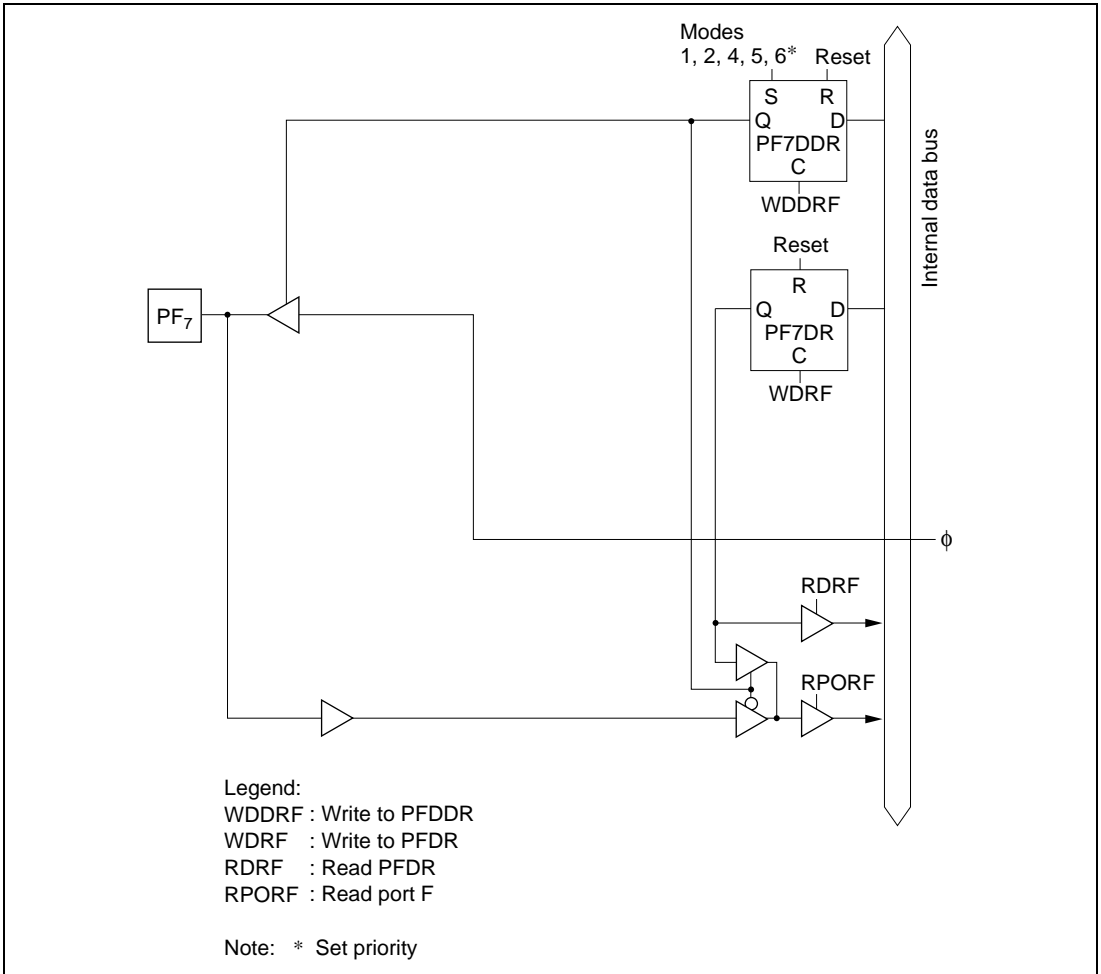 Modes
1, 2, 4, 5, 6* Reset
S R
Q D
PF7DDR
C
WDDRF
Internal data bus
Reset
R
Q D
PF7DR
C
WDRF
PF7
ϕ
RDRF
RPORF
Legend:
WDDRF : Write to PFDDR
WDRF : Write to PFDR
RDRF : Read PFDR
RPORF : Read port F
Note: * Set priority